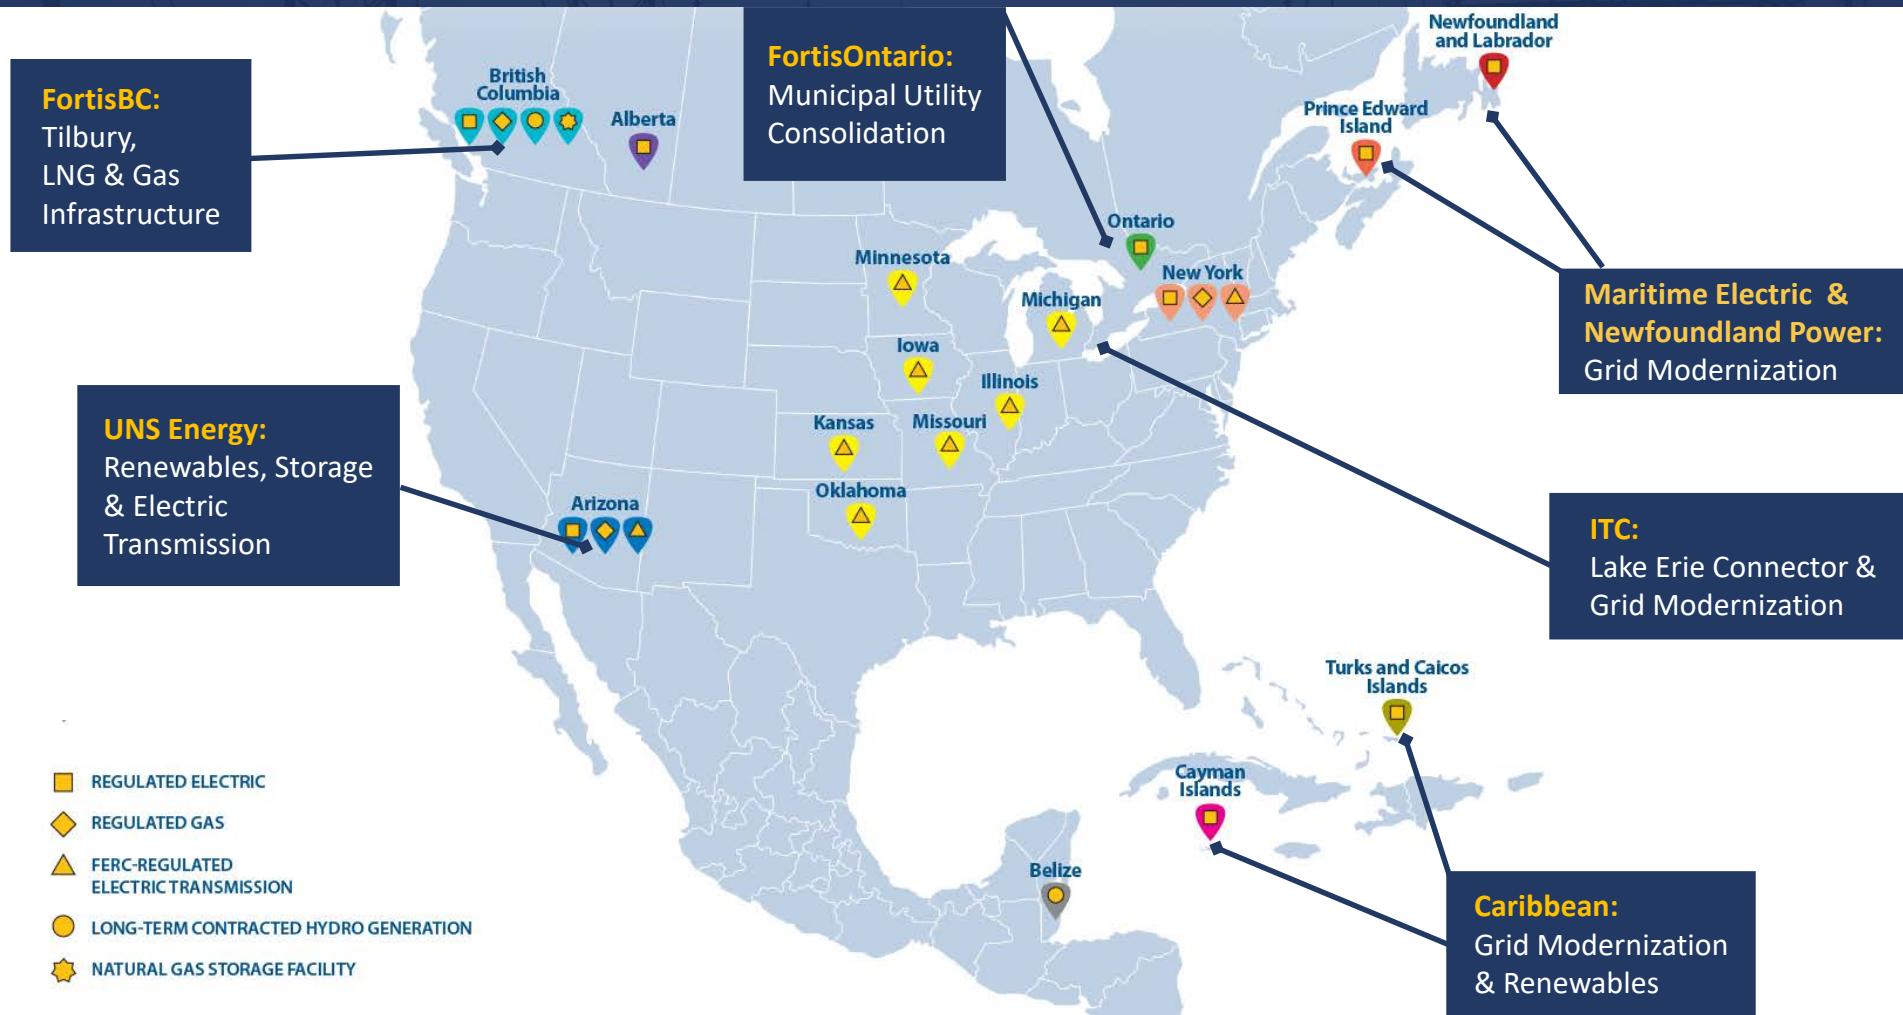 FortisBC:
Tilbury,
LNG & Gas
Infrastructure
British
Columbia
Alberta
FortisOntario:
Municipal Utility
Consolidation
Newfoundland
and Labrador
Prince Edward
Island
Ontario
New York
Minnesota
Michigan
Iowa
Illinois
Kansas
Missouri
Oklahoma
Maritime Electric &
Newfoundland Power:
Grid Modernization
UNS Energy:
Renewables, Storage
& Electric
Transmission
Arizona
ITC:
Lake Erie Connector &
Grid Modernization
Turks and Caicos
Islands
Cayman
Islands
Belize
Caribbean:
Grid Modernization
& Renewables
REGULATED ELECTRIC
REGULATED GAS
FERC-REGULATED
ELECTRIC TRANSMISSION
LONG-TERM CONTRACTED HYDRO GENERATION
NATURAL GAS STORAGE FACILITY